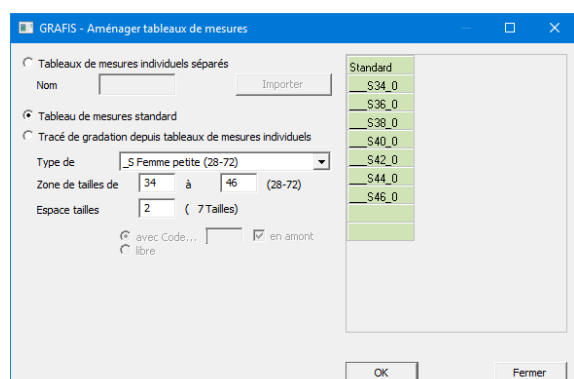 GRAFIS - Aménager tableaux de mesures
Tableaux de mesures individuels séparés
Nom Importer
Tableau de mesures standard
Tracé de gradation depuis tableaux de mesures individuels
Type de _S Femme petite (28-72)
Zone de tailles de 34 à 46 (28-72)
Espace tailles 2 ( 7 Tailles)
avec Code... en amont
libre
Standard
___S34_0
___S36_0
___S38_0
___S40_0
___S42_0
___S44_0
___S46_0
OK Fermer